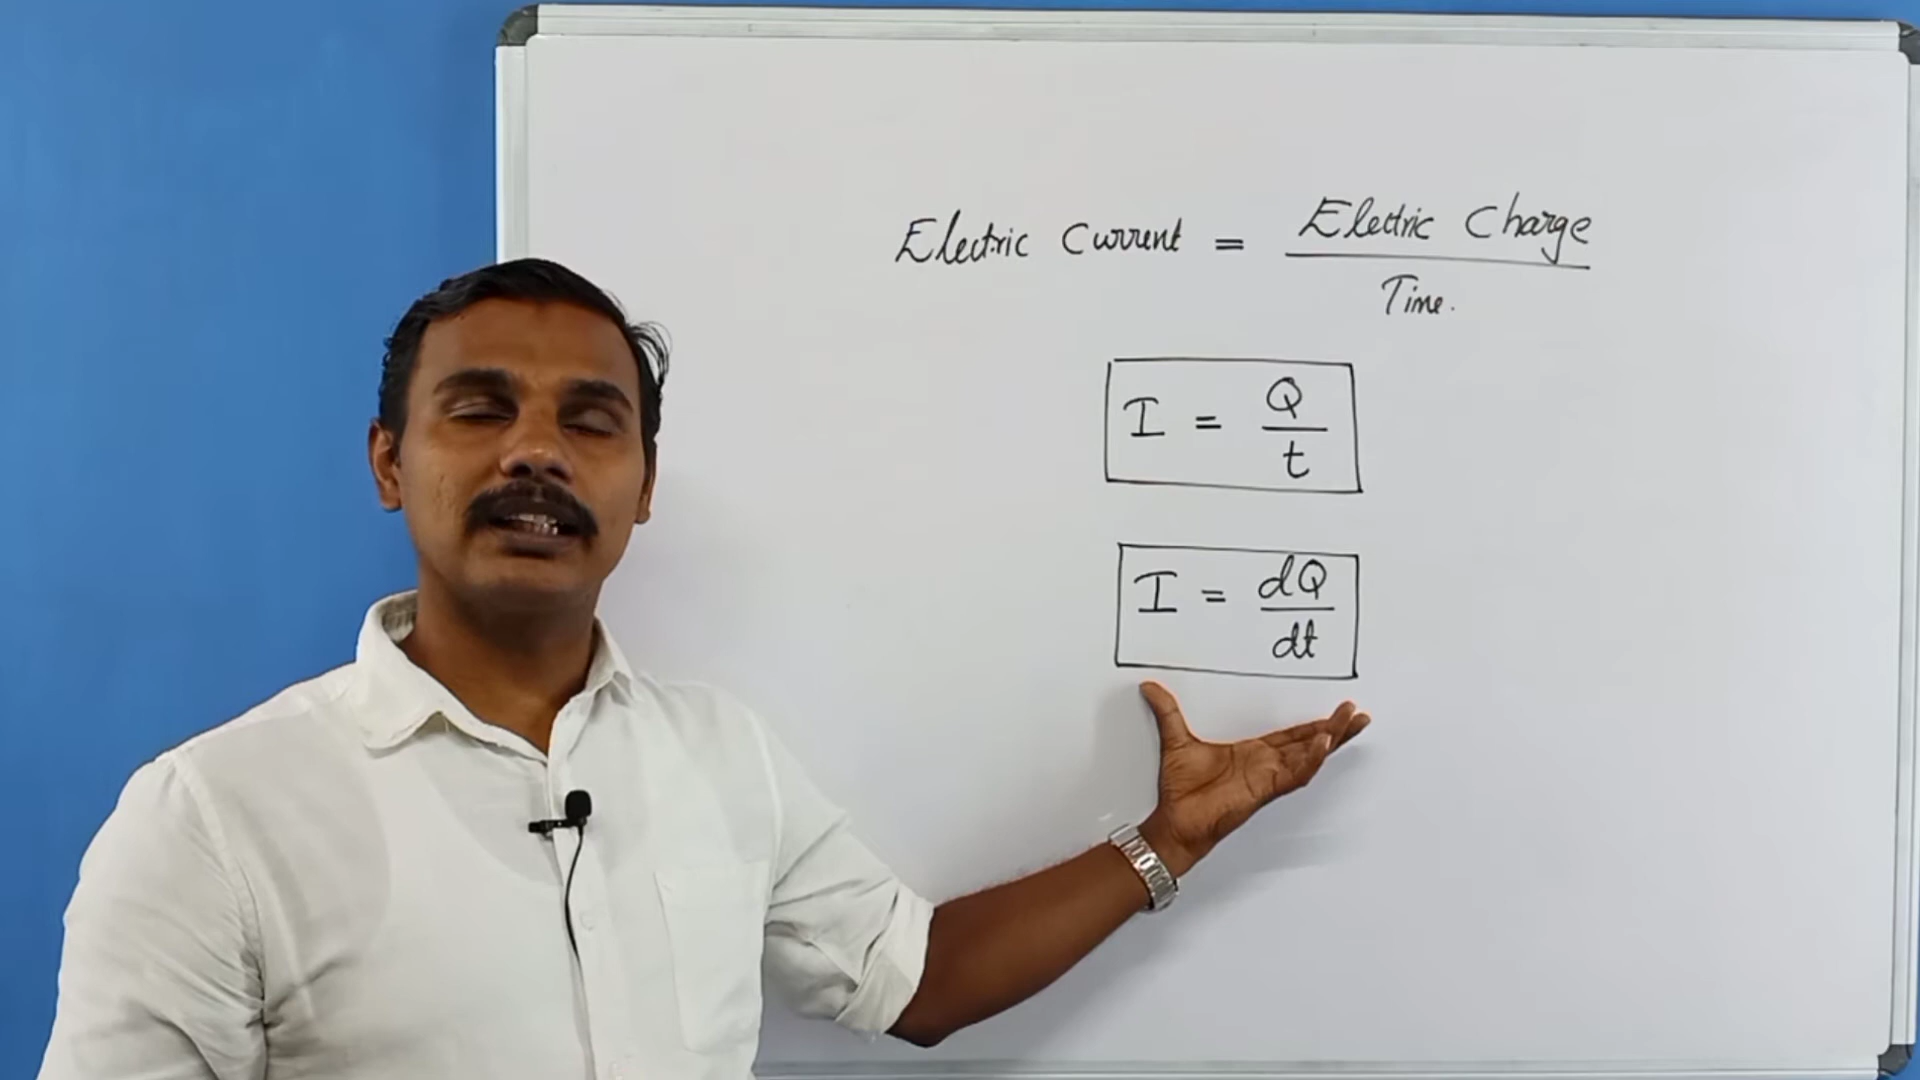 Electric Current = Electric Charge / Time.
I = Q / t
I = dQ / dt